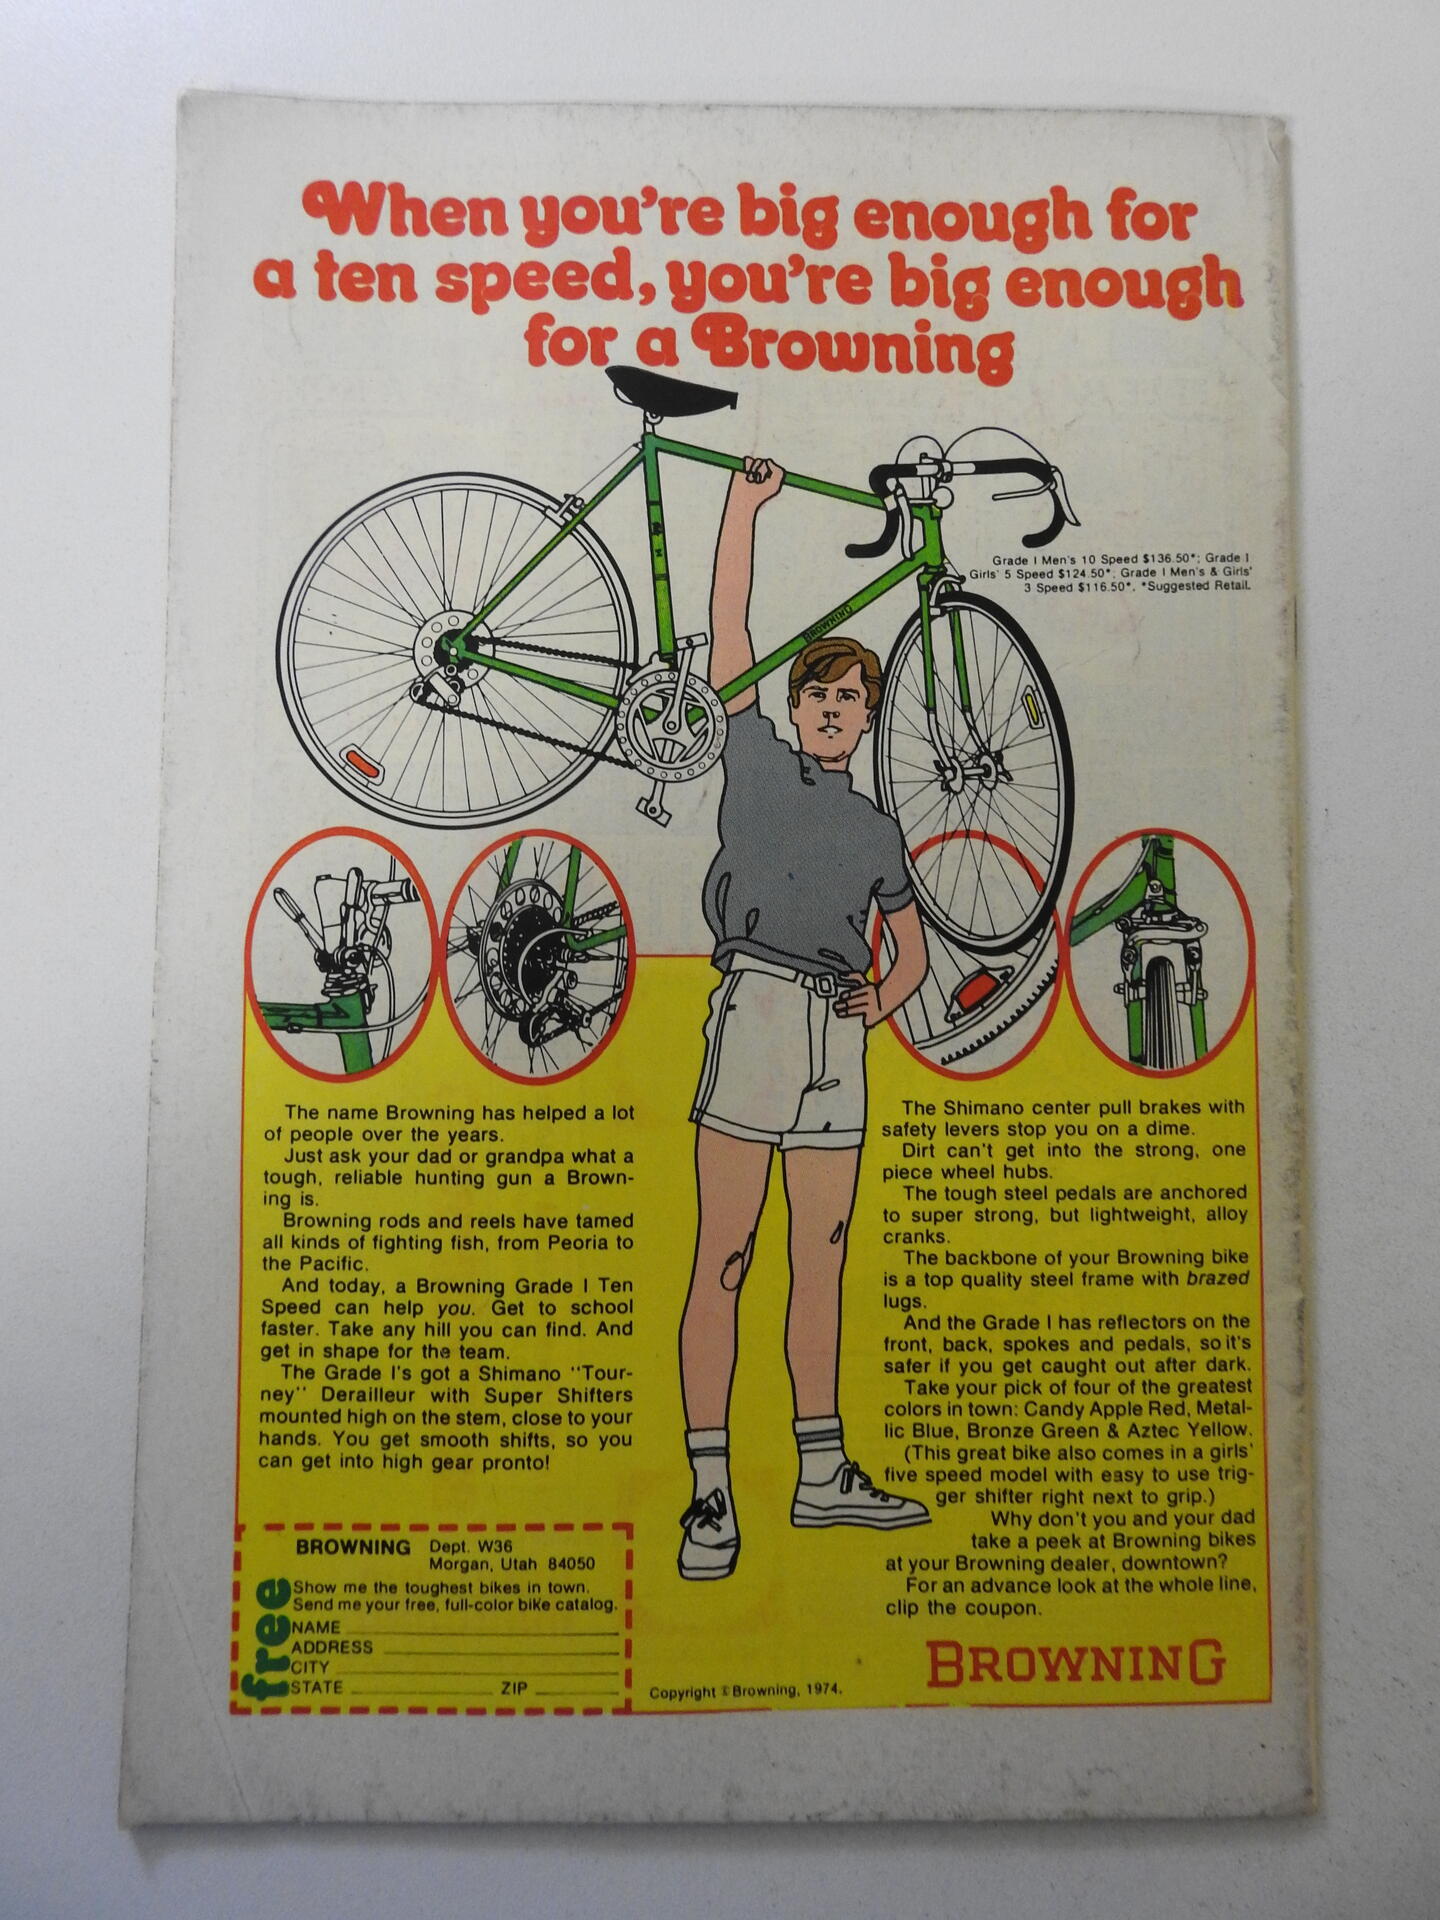 When you're big enough for
a ten speed, you're big enough
for a Browning
Grade I Men's 10 Speed $136.50*; Grade I
Girls' 5 Speed $124.50*; Grade I Men's & Girls'
3 Speed $116.50*. *Suggested Retail.
BROWNING
The name Browning has helped a lot
of people over the years.
Just ask your dad or grandpa what a
tough, reliable hunting gun a Brown-
ing is.
Browning rods and reels have tamed
all kinds of fighting fish, from Peoria to
the Pacific.
And today, a Browning Grade I Ten
Speed can help you. Get to school
faster. Take any hill you can find. And
get in shape for the team.
The Grade I's got a Shimano "Tour-
ney" Derailleur with Super Shifters
mounted high on the stem, close to your
hands. You get smooth shifts, so you
can get into high gear pronto!
The Shimano center pull brakes with
safety levers stop you on a dime.
Dirt can't get into the strong, one
piece wheel hubs.
The tough steel pedals are anchored
to super strong, but lightweight, alloy
cranks.
The backbone of your Browning bike
is a top quality steel frame with brazed
lugs.
And the Grade I has reflectors on the
front, back, spokes and pedals, so it's
safer if you get caught out after dark.
Take your pick of four of the greatest
colors in town: Candy Apple Red, Metal-
lic Blue, Bronze Green & Aztec Yellow.
(This great bike also comes in a girls'
five speed model with easy to use trig-
ger shifter right next to grip.)
Why don't you and your dad
take a peek at Browning bikes
at your Browning dealer, downtown?
For an advance look at the whole line,
clip the coupon.
BROWNING
BROWNING Dept. W36
Morgan, Utah 84050
free
Show me the toughest bikes in town.
Send me your free, full-color bike catalog.
NAME
ADDRESS
CITY
STATE ZIP
Copyright © Browning, 1974.